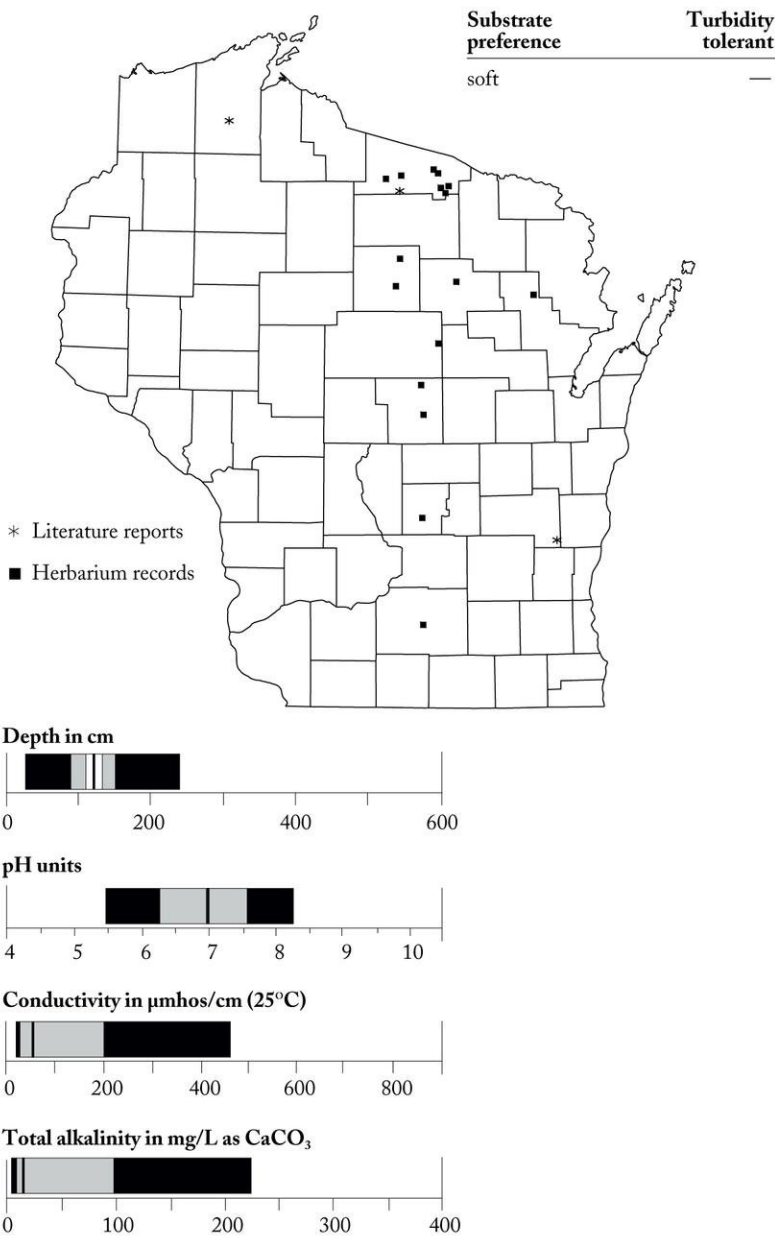 Substrate preference
Turbidity tolerant
soft —
* Literature reports
■ Herbarium records
Depth in cm
0 200 400 600
pH units
4 5 6 7 8 9 10
Conductivity in µmhos/cm (25ºC)
0 200 400 600 800
Total alkalinity in mg/L as CaCO₃
0 100 200 300 400